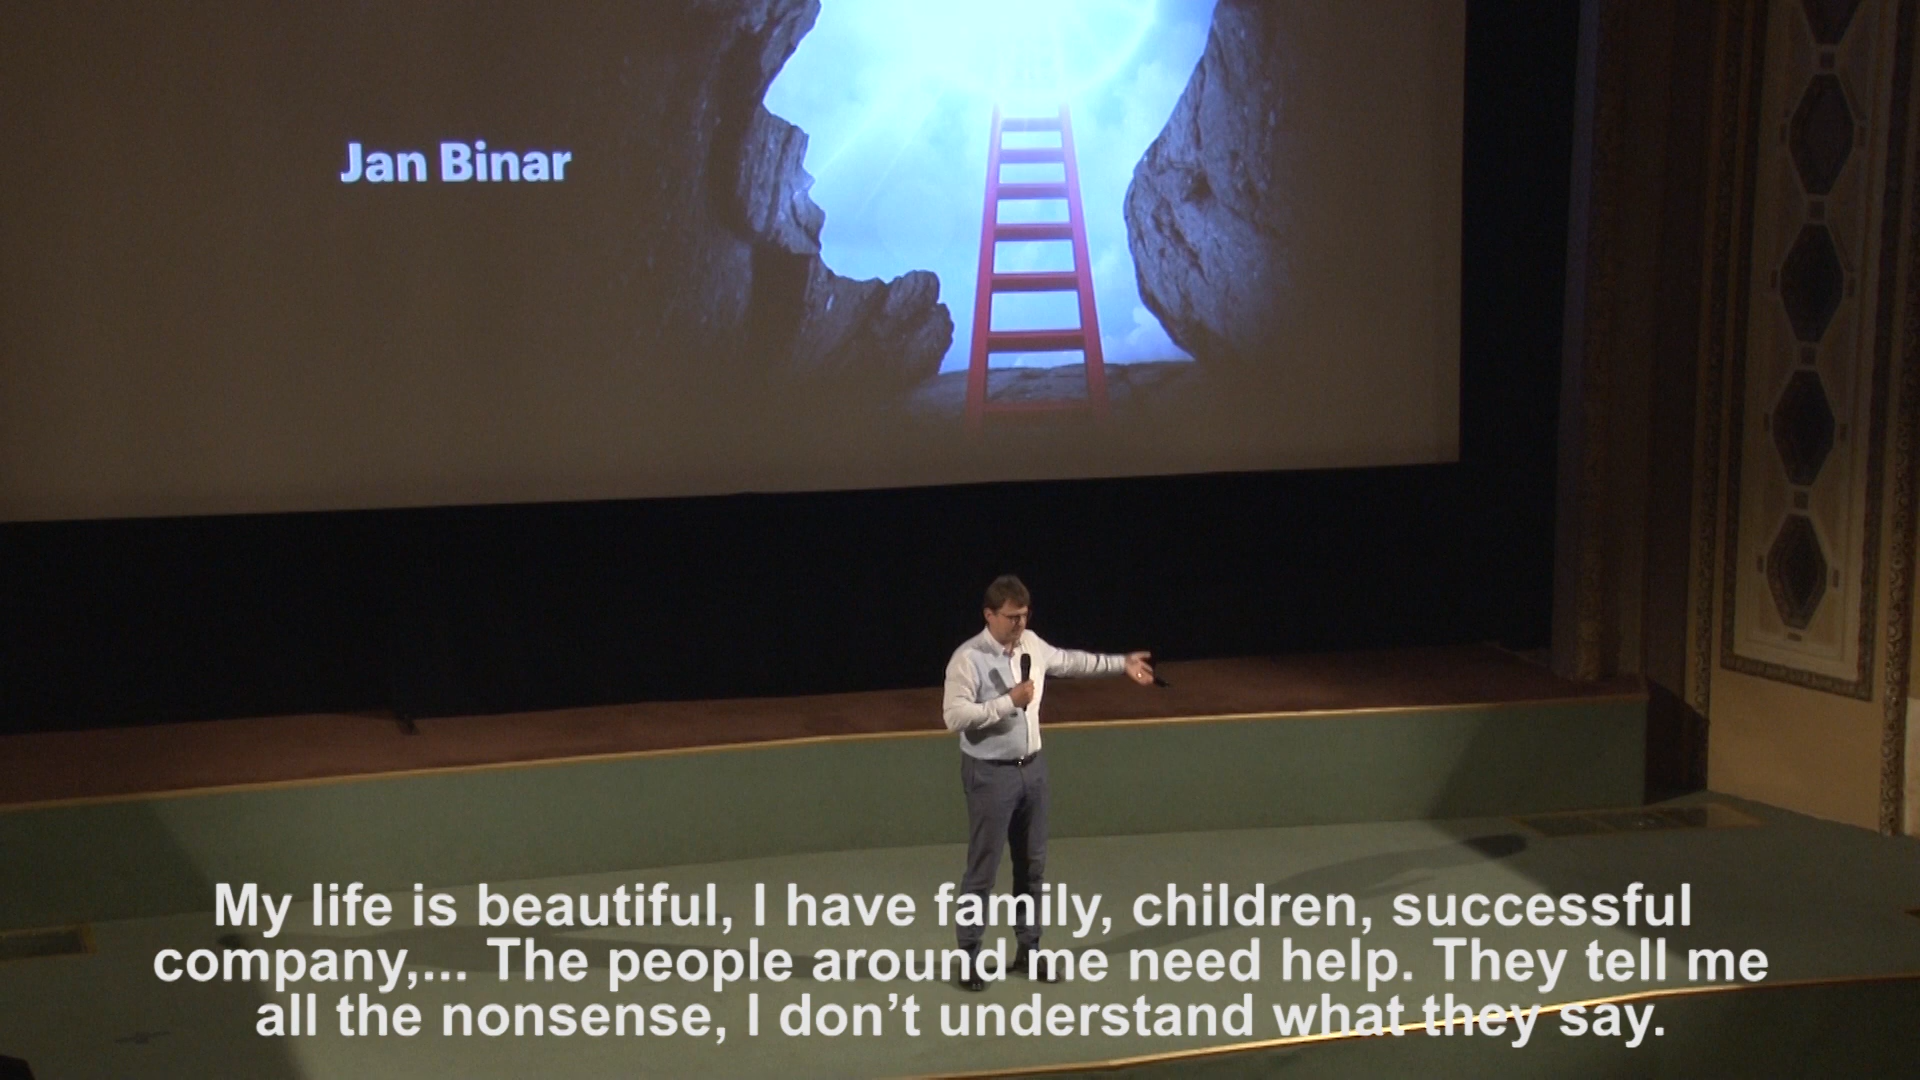 Jan Binar
My life is beautiful, I have family, children, successful
company,... The people around me need help. They tell me
all the nonsense, I don’t understand what they say.